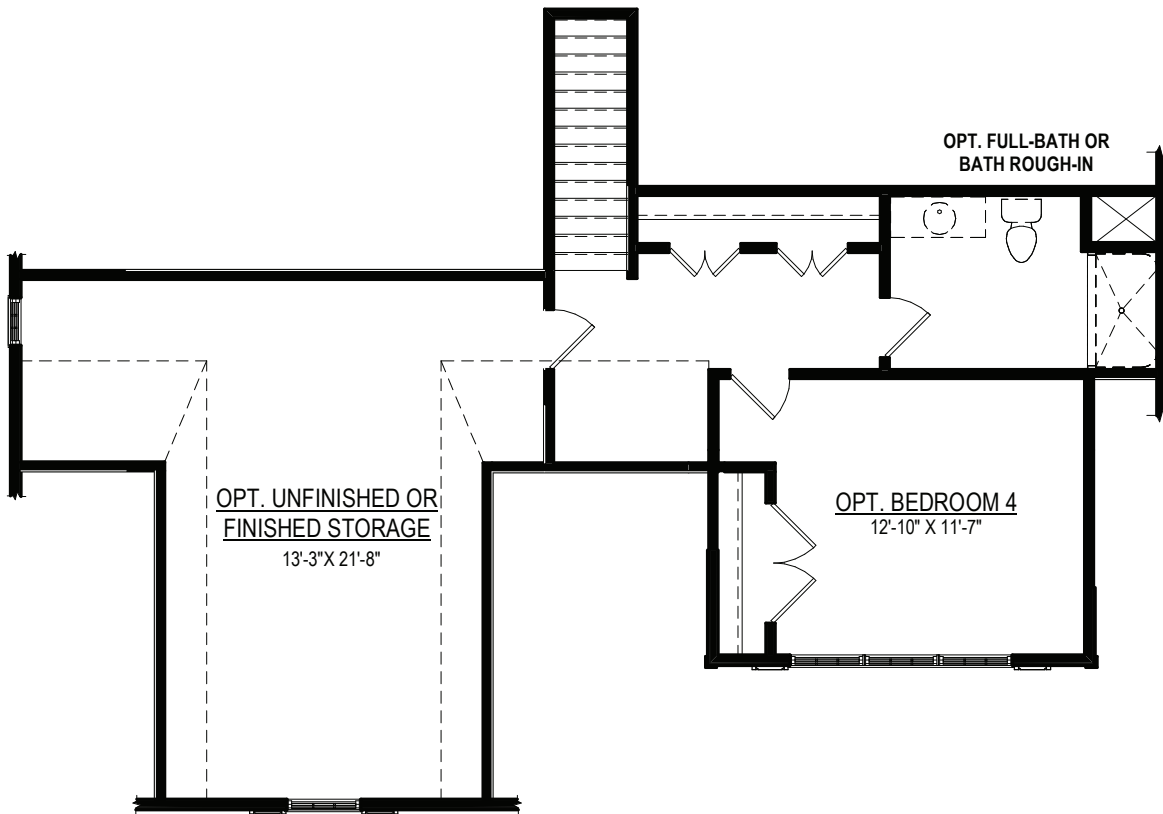 OPT. FULL-BATH OR
BATH ROUGH-IN
OPT. UNFINISHED OR
FINISHED STORAGE
13'-3"X 21'-8"
OPT. BEDROOM 4
12'-10" X 11'-7"